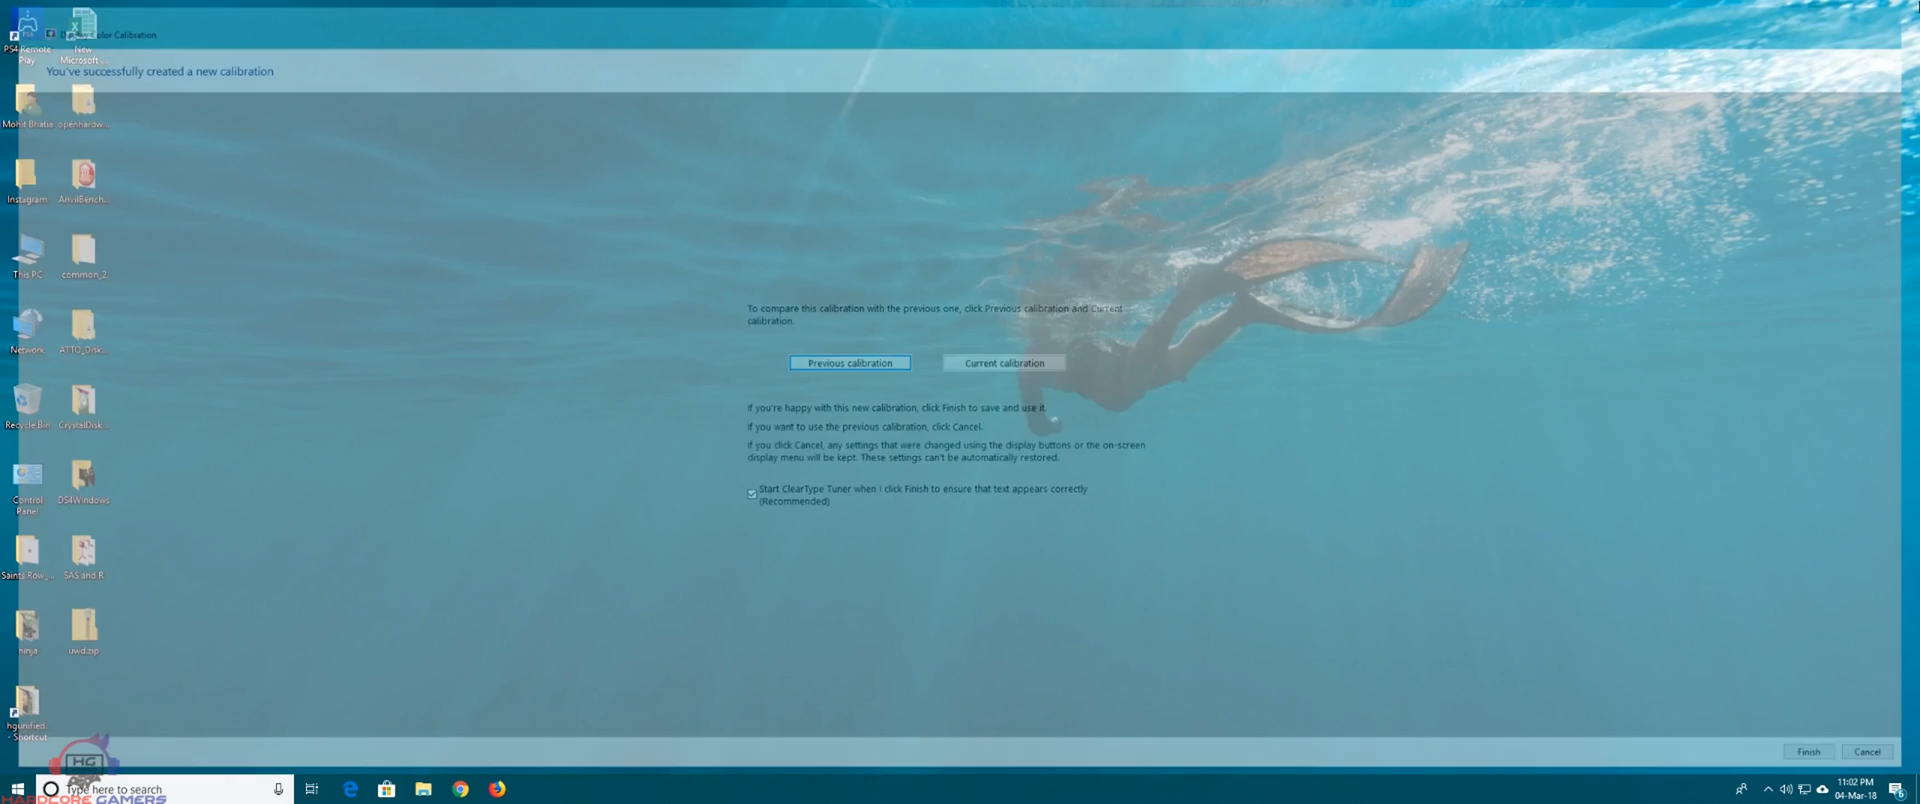 PS4 Remote
Play
New
Microsoft ...
Color Calibration
You've successfully created a new calibration
Mohit Bhatia
openhardw...
Instagram
AnvilBench...
This PC
common_2
Network
ATTO_Disk...
Recycle Bin
CrystalDisk...
Control
Panel
DS4Windows
Saints Row_...
SAS and R
ninja
uwd.zip
hgunified..
- Shortcut
To compare this calibration with the previous one, click Previous calibration and Current
calibration.
Previous calibration
Current calibration
If you're happy with this new calibration, click Finish to save and use it.
If you want to use the previous calibration, click Cancel.
If you click Cancel, any settings that were changed using the display buttons or the on-screen
display menu will be kept. These settings can't be automatically restored.
Start ClearType Tuner when I click Finish to ensure that text appears correctly
(Recommended)
Finish
Cancel
HG
Type here to search
HARDCORE GAMERS
11:02 PM
04-Mar-18
6